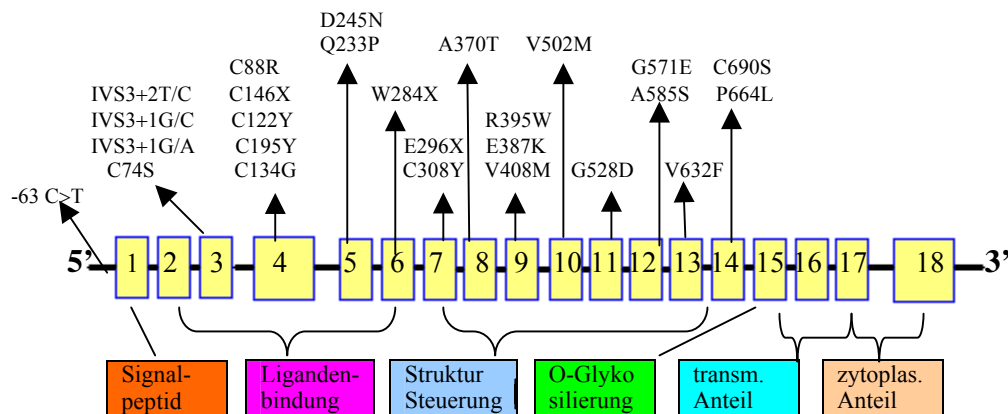 D245N
Q233P
A370T
V502M
C88R
C146X
C122Y
C195Y
C134G
IVS3+2T/C
IVS3+1G/C
IVS3+1G/A
C74S
W284X
E296X
C308Y
R395W
E387K
V408M
G528D
G571E
A585S
V632F
C690S
P664L
-63 C>T
5' 1 2 3 4 5 6 7 8 9 10 11 12 13 14 15 16 17 18 3'
Signal-
peptid
Liganden-
bindung
Struktur
Steuerung
O-Glyko
silierung
transm.
Anteil
zytoplas.
Anteil